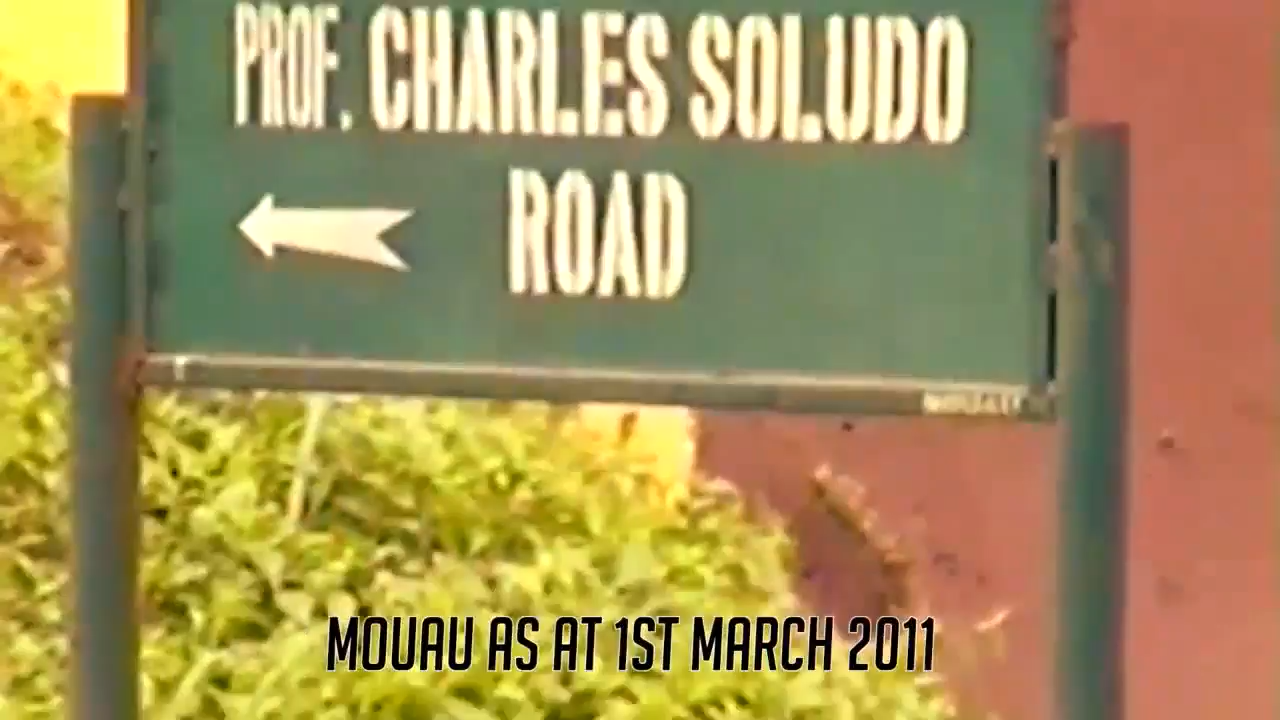 PROF. CHARLES SOLUDO
ROAD
MOUAU AS AT 1ST MARCH 2011